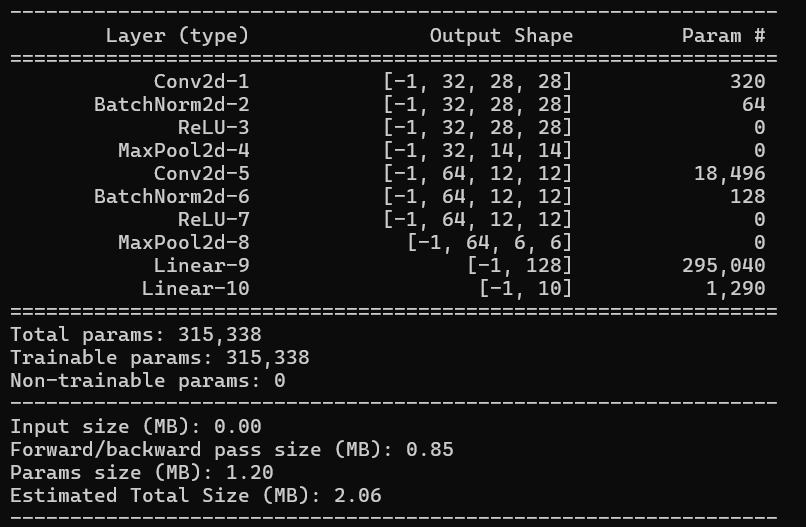 ----------------------------------------------------------------
        Layer (type)               Output Shape         Param #
================================================================
            Conv2d-1           [-1, 32, 28, 28]             320
       BatchNorm2d-2           [-1, 32, 28, 28]              64
              ReLU-3           [-1, 32, 28, 28]               0
         MaxPool2d-4           [-1, 32, 14, 14]               0
            Conv2d-5           [-1, 64, 12, 12]          18,496
       BatchNorm2d-6           [-1, 64, 12, 12]             128
              ReLU-7           [-1, 64, 12, 12]               0
         MaxPool2d-8             [-1, 64, 6, 6]               0
            Linear-9                  [-1, 128]         295,040
           Linear-10                   [-1, 10]           1,290
================================================================
Total params: 315,338
Trainable params: 315,338
Non-trainable params: 0
----------------------------------------------------------------
Input size (MB): 0.00
Forward/backward pass size (MB): 0.85
Params size (MB): 1.20
Estimated Total Size (MB): 2.06
----------------------------------------------------------------